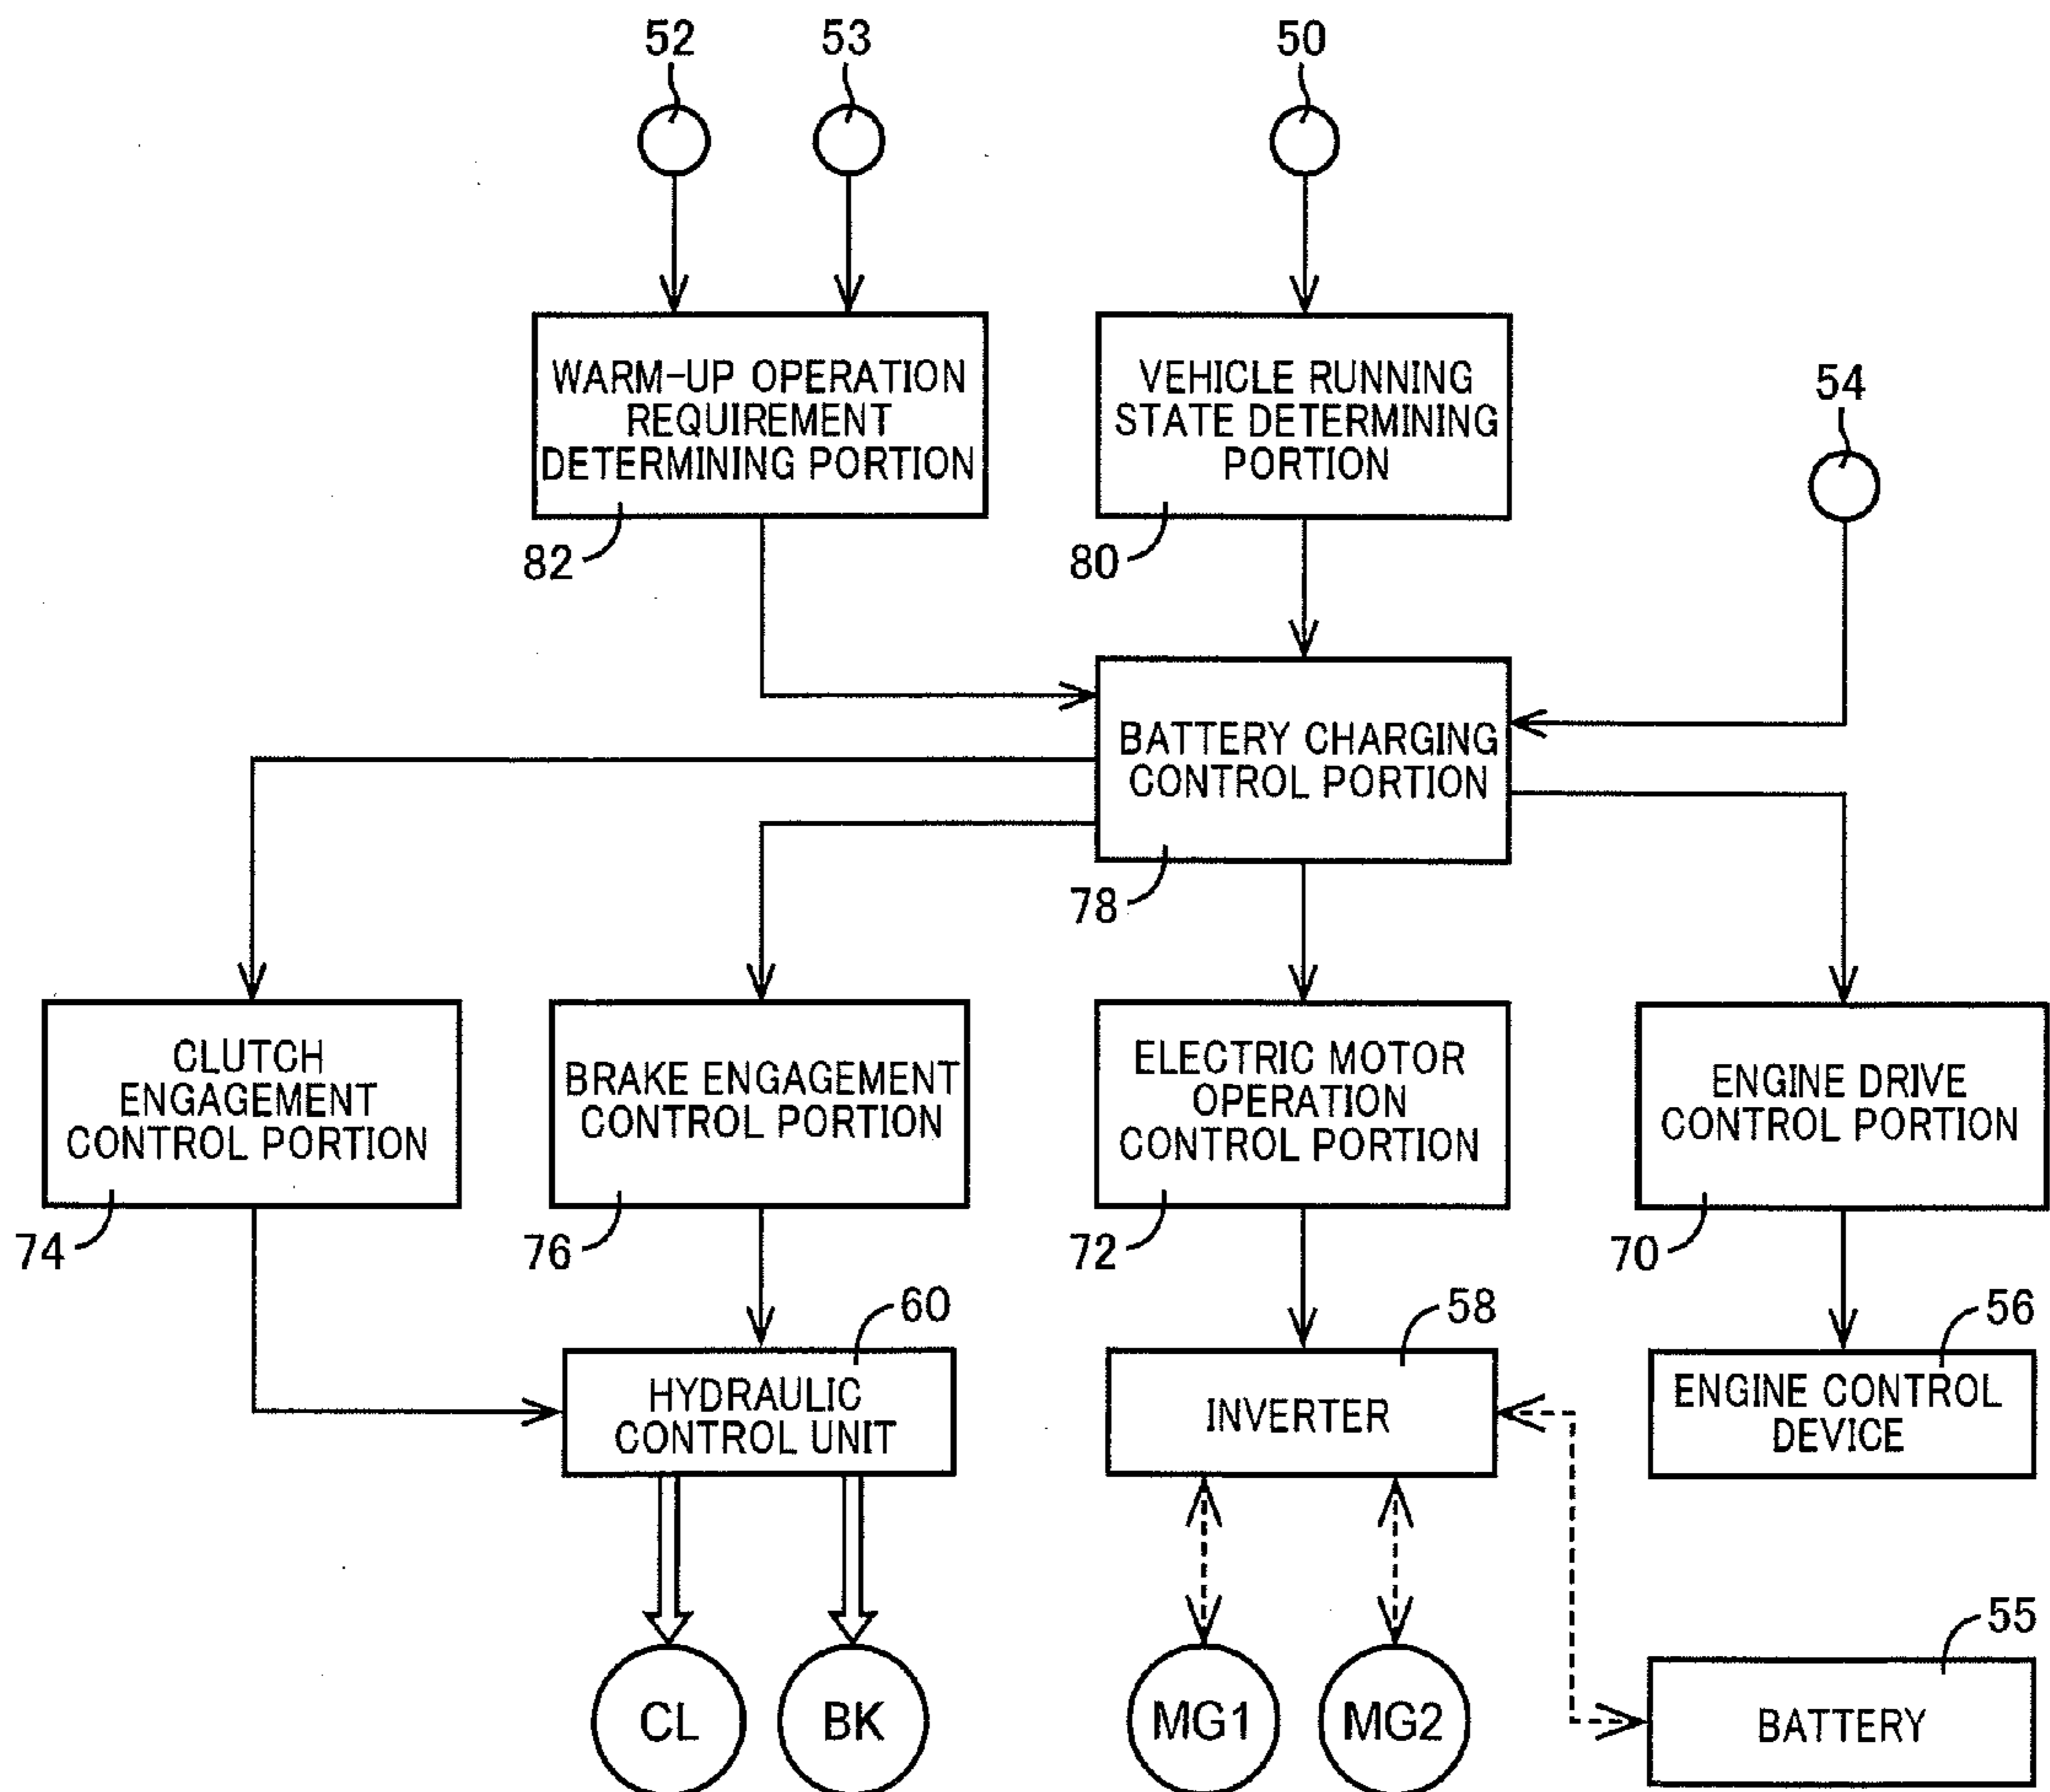 52
53
50
WARM-UP OPERATION
REQUIREMENT
DETERMINING PORTION
82
VEHICLE RUNNING
STATE DETERMINING
PORTION
80
54
BATTERY CHARGING
CONTROL PORTION
78
CLUTCH
ENGAGEMENT
CONTROL PORTION
74
BRAKE ENGAGEMENT
CONTROL PORTION
76
ELECTRIC MOTOR
OPERATION
CONTROL PORTION
72
ENGINE DRIVE
CONTROL PORTION
70
60
HYDRAULIC
CONTROL UNIT
58
INVERTER
56
ENGINE CONTROL
DEVICE
CL
BK
MG1
MG2
55
BATTERY